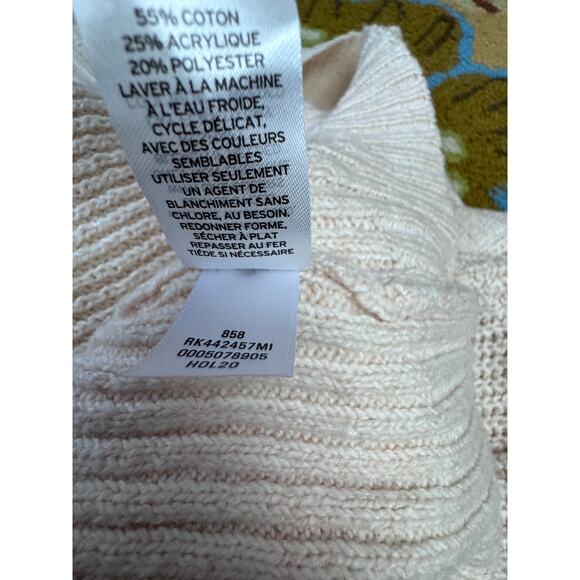 55% COTON
25% ACRYLIQUE
20% POLYESTER
LAVER À LA MACHINE
À L'EAU FROIDE,
CYCLE DÉLICAT,
AVEC DES COULEURS
SEMBLABLES
UTILISER SEULEMENT
UN AGENT DE
BLANCHIMENT SANS
CHLORE, AU BESOIN.
REDONNER FORME,
SÉCHER À PLAT
REPASSER AU FER
TIÉDE SI NÉCESSAIRE
858
RK442457MI
0005078905
HOL20